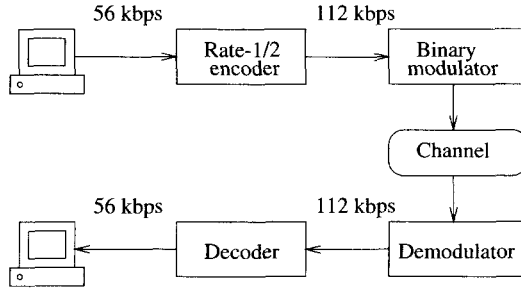 56 kbps
112 kbps
Rate-1/2
encoder
Binary
modulator
Channel
56 kbps
112 kbps
Decoder
Demodulator